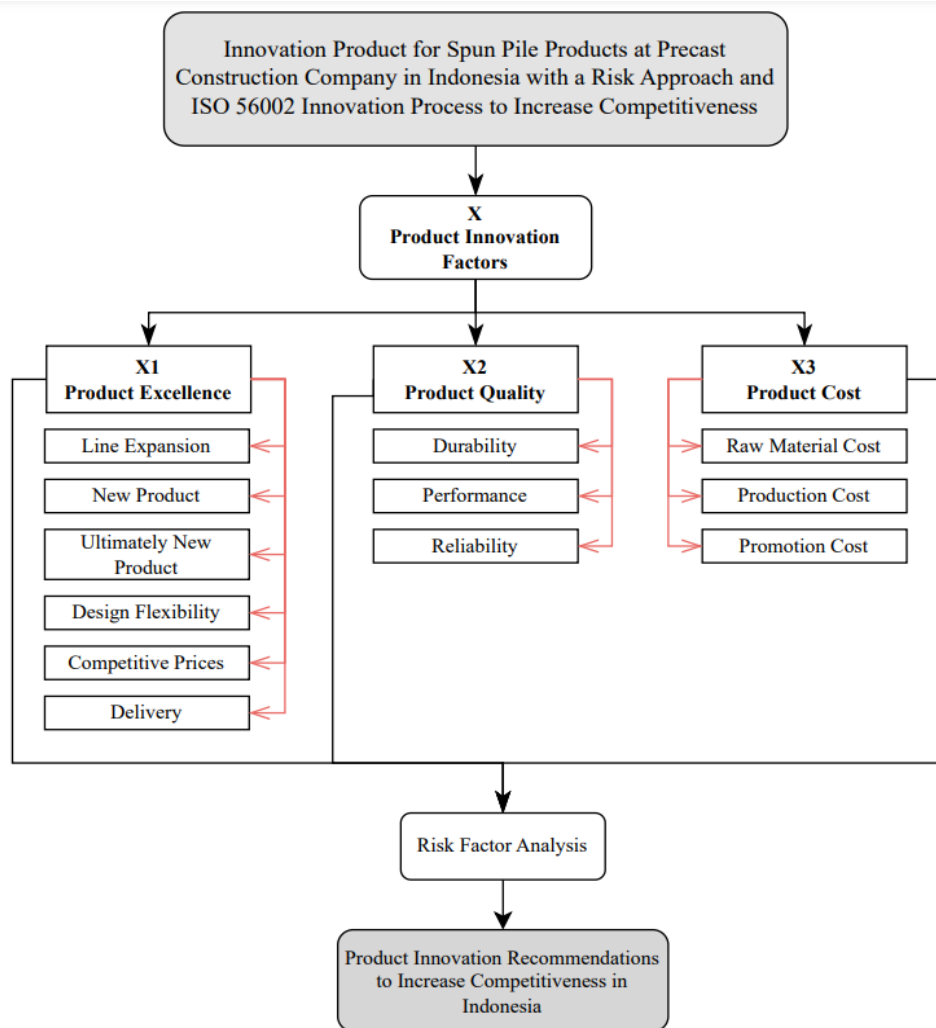 Innovation Product for Spun Pile Products at Precast
Construction Company in Indonesia with a Risk Approach and
ISO 56002 Innovation Process to Increase Competitiveness
X
Product Innovation
Factors
X1
Product Excellence
Line Expansion
New Product
Ultimately New
Product
Design Flexibility
Competitive Prices
Delivery
X2
Product Quality
Durability
Performance
Reliability
X3
Product Cost
Raw Material Cost
Production Cost
Promotion Cost
Risk Factor Analysis
Product Innovation Recommendations
to Increase Competitiveness in
Indonesia